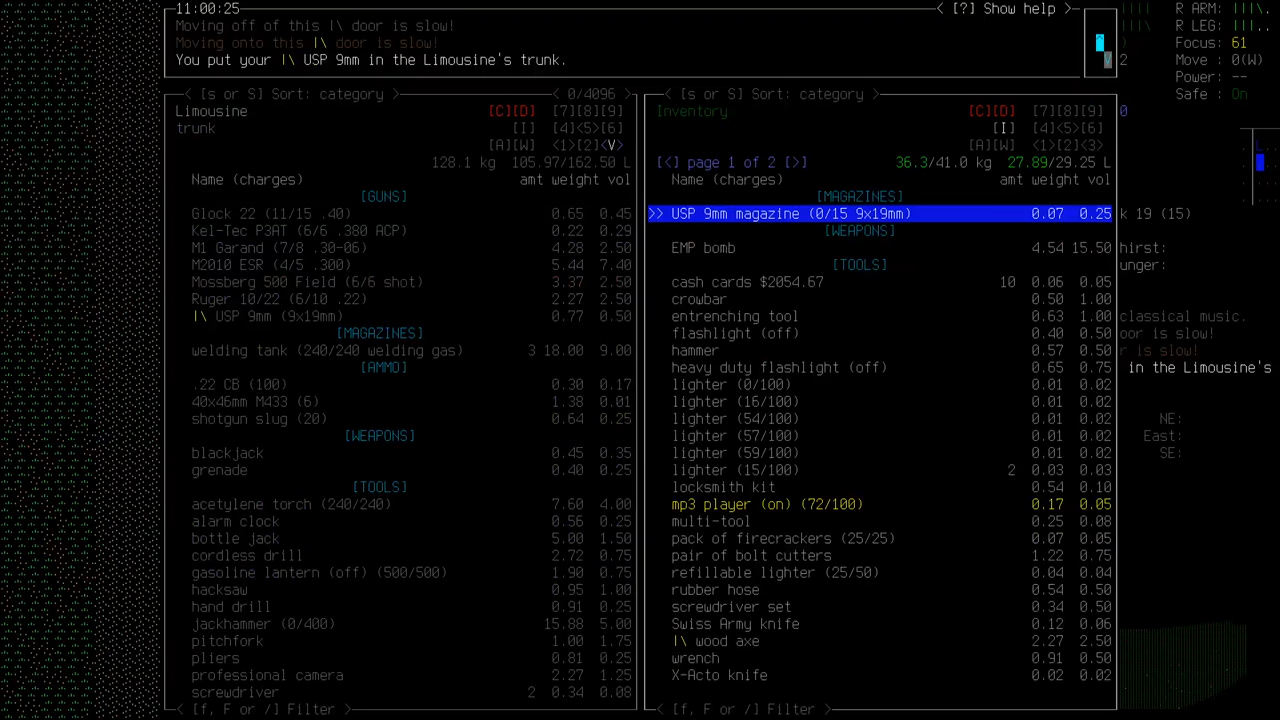 11:00:25
< [?] Show help >
Moving off of this |\ door is slow!
Moving onto this |\ door is slow!
You put your |\ USP 9mm in the Limousine's trunk.
R ARM: |||\.
R LEG: |||..
Focus: 61
Move : 0(W)
Power: --
Safe : On
< [s or S] Sort: category >
< 0/4096 >
Limousine
[C][D] [7][8][9]
trunk
[I] [4]<5>[6]
[A][W] <1>[2]<V>
128.1 kg 105.97/162.50 L
Name (charges) amt weight vol
[GUNS]
Glock 22 (11/15 .40) 0.65 0.45
Kel-Tec P3AT (6/6 .380 ACP) 0.22 0.29
M1 Garand (7/8 .30-06) 4.28 2.50
M2010 ESR (4/5 .300) 5.44 7.40
Mossberg 500 Field (6/6 shot) 3.37 2.50
Ruger 10/22 (6/10 .22) 2.27 2.50
|\ USP 9mm (9x19mm) 0.77 0.50
[MAGAZINES]
welding tank (240/240 welding gas) 3 18.00 9.00
[AMMO]
.22 CB (100) 0.30 0.17
40x46mm M433 (6) 1.38 0.01
shotgun slug (20) 0.64 0.25
[WEAPONS]
blackjack 0.45 0.35
grenade 0.40 0.25
[TOOLS]
acetylene torch (240/240) 7.60 4.00
alarm clock 0.56 0.25
bottle jack 5.00 1.50
cordless drill 2.72 0.75
gasoline lantern (off) (500/500) 1.90 0.75
hacksaw 0.95 1.00
hand drill 0.91 0.25
jackhammer (0/400) 15.88 5.00
pitchfork 1.00 1.75
pliers 0.81 0.25
professional camera 2.27 1.25
screwdriver 2 0.34 0.08
< [f, F or /] Filter >
< [s or S] Sort: category >
Inventory
[C][D] [7][8][9]
[I] [4]<5>[6]
[A][W] <1>[2]<3>
[<] page 1 of 2 [>] 36.3/41.0 kg 27.89/29.25 L
Name (charges) amt weight vol
[MAGAZINES]
>> USP 9mm magazine (0/15 9x19mm) 0.07 0.25
[WEAPONS]
EMP bomb 4.54 15.50
[TOOLS]
cash cards $2054.67 10 0.06 0.05
crowbar 0.50 1.00
entrenching tool 0.63 1.00
flashlight (off) 0.40 0.50
hammer 0.57 0.50
heavy duty flashlight (off) 0.65 0.75
lighter (0/100) 0.01 0.02
lighter (16/100) 0.01 0.02
lighter (54/100) 0.01 0.02
lighter (57/100) 0.01 0.02
lighter (59/100) 0.01 0.02
lighter (15/100) 2 0.03 0.03
locksmith kit 0.54 0.10
mp3 player (on) (72/100) 0.17 0.05
multi-tool 0.25 0.08
pack of firecrackers (25/25) 0.07 0.05
pair of bolt cutters 1.22 0.75
refillable lighter (25/50) 0.04 0.04
rubber hose 0.54 0.50
screwdriver set 0.34 0.50
Swiss Army knife 0.12 0.06
|\ wood axe 2.27 2.50
wrench 0.91 0.50
X-Acto knife 0.02 0.02
< [f, F or /] Filter >
2
0
k 19 (15)
hirst:
unger:
classical music.
oor is slow!
r is slow!
in the Limousine's
NE:
East:
SE: